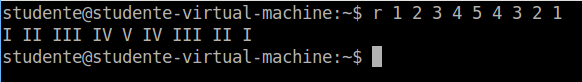 studente@studente-virtual-machine:~$ r 1 2 3 4 5 4 3 2 1
I II III IV V IV III II I
studente@studente-virtual-machine:~$